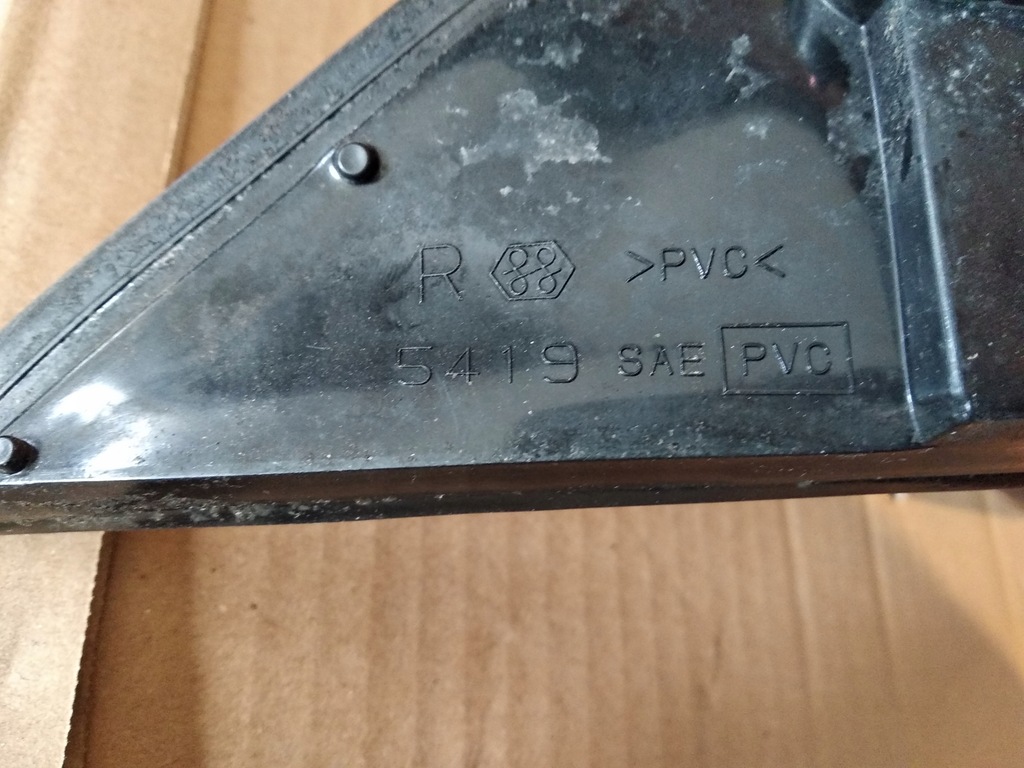 R >PVC<
5419 SAE PVC